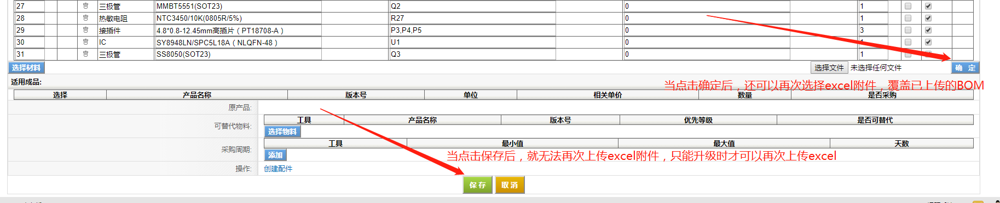 27 三极管 MMBT5551(SOT23) Q2 0 1
28 热敏电阻 NTC3450/10K(0805R/5%) R27 0 1
29 接插件 4.8*0.8-12.45mm高插片（PT18708-A） P3,P4,P5 0 3
30 IC SY8948LN/SPC5L18A（NLQFN-48） U1 0
31 三极管 SS8050(SOT23) Q3 0 1
选择材料 选择文件 未选择任何文件 确 定
适用成品:
当点击确定后，还可以再次选择excel附件，覆盖已上传的BOM
选择 产品名称 版本号 单位 相关单价 数量 是否采购
原产品:
工具 产品名称 版本号 优先等级 是否可替代
可替代物料:
选择物料
工具 最小值 最大值 天数
采购周期:
添加
当点击保存后，就无法再次上传excel附件，只能升级时才可以再次上传excel
操作: 创建配件
保存 取消